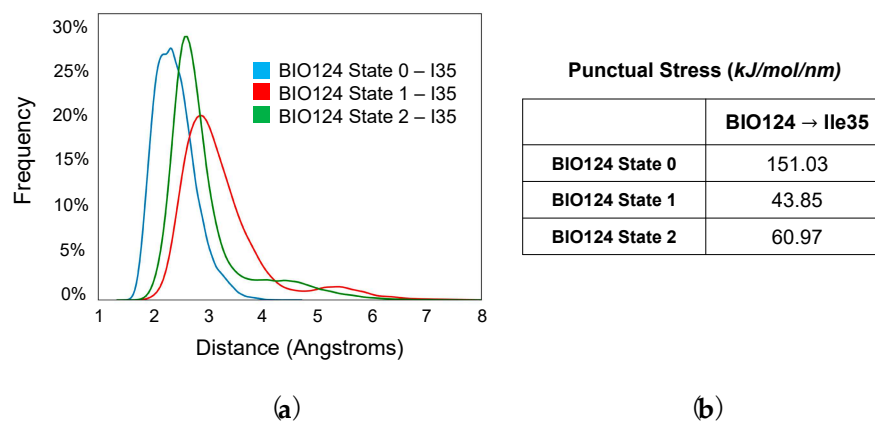 30%
25%
20%
15%
10%
5%
0%
Frequency
BIO124 State 0 – I35
BIO124 State 1 – I35
BIO124 State 2 – I35
1 2 3 4 5 6 7 8
Distance (Angstroms)
(a)
Punctual Stress (kJ/mol/nm)
BIO124 → Ile35
BIO124 State 0 151.03
BIO124 State 1 43.85
BIO124 State 2 60.97
(b)